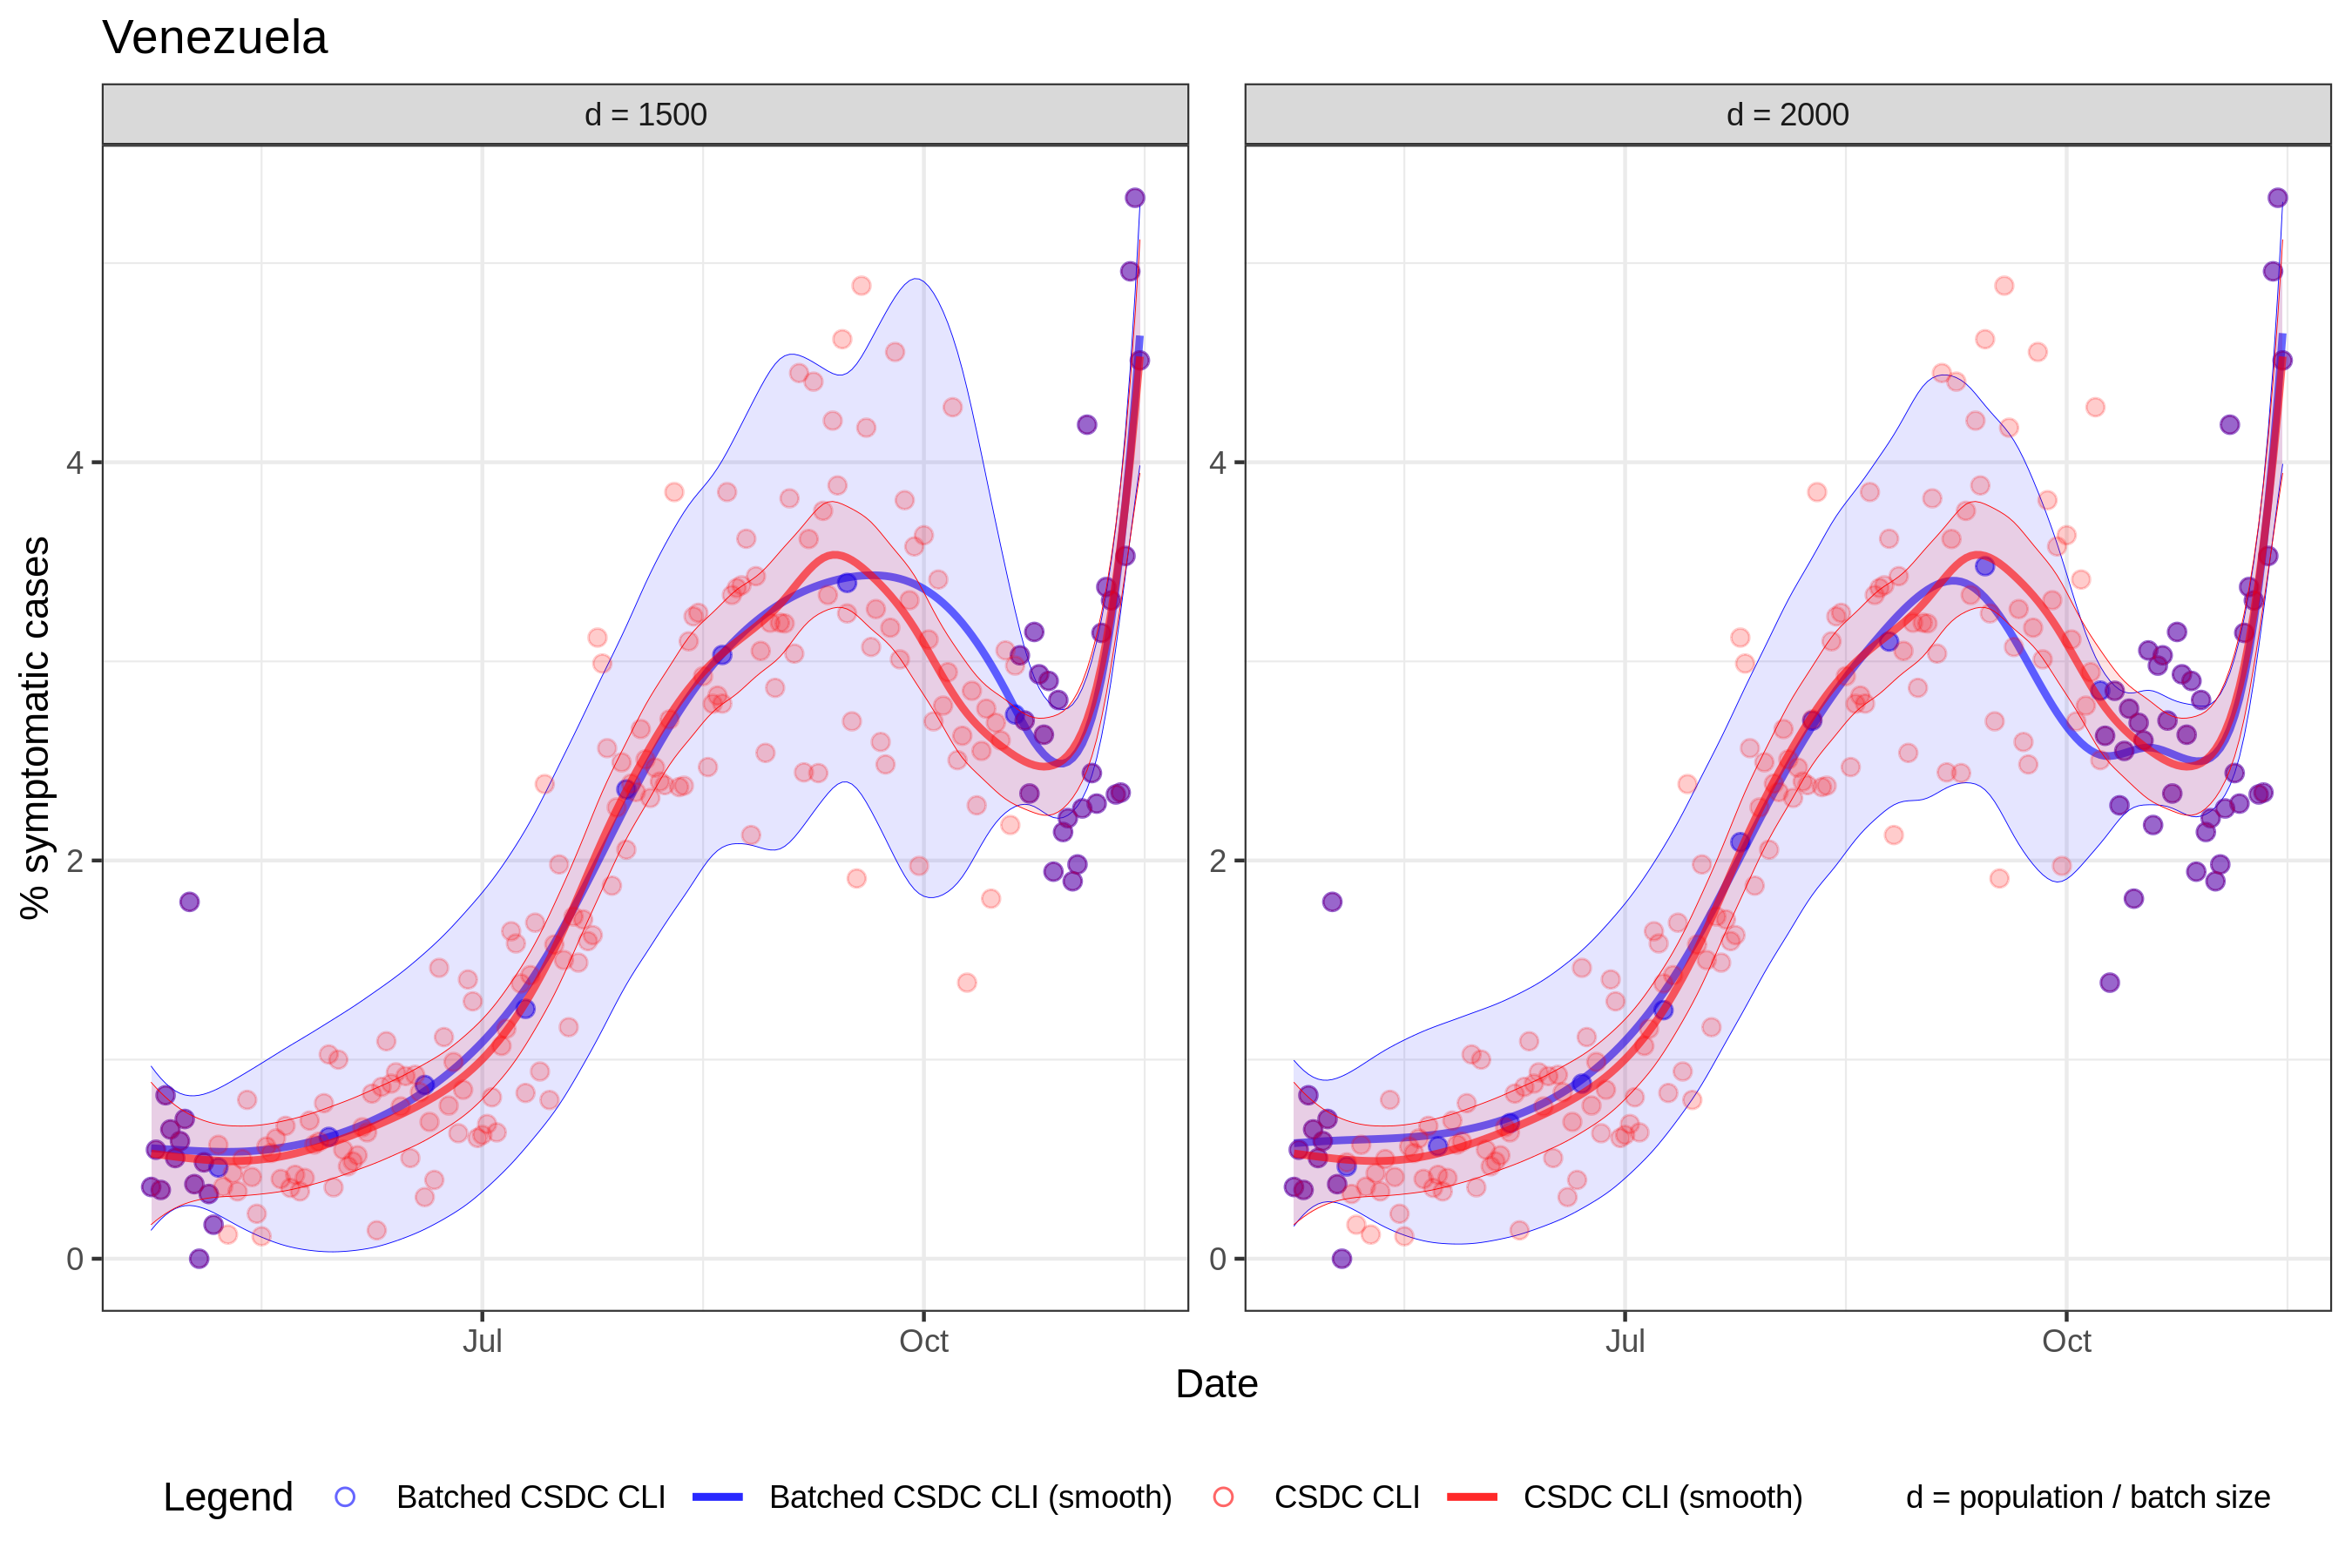 Venezuela
d = 1500
d = 2000
% symptomatic cases
4
2
0
4
2
0
Jul
Oct
Jul
Oct
Date
Legend
Batched CSDC CLI
Batched CSDC CLI (smooth)
CSDC CLI
CSDC CLI (smooth)
d = population / batch size